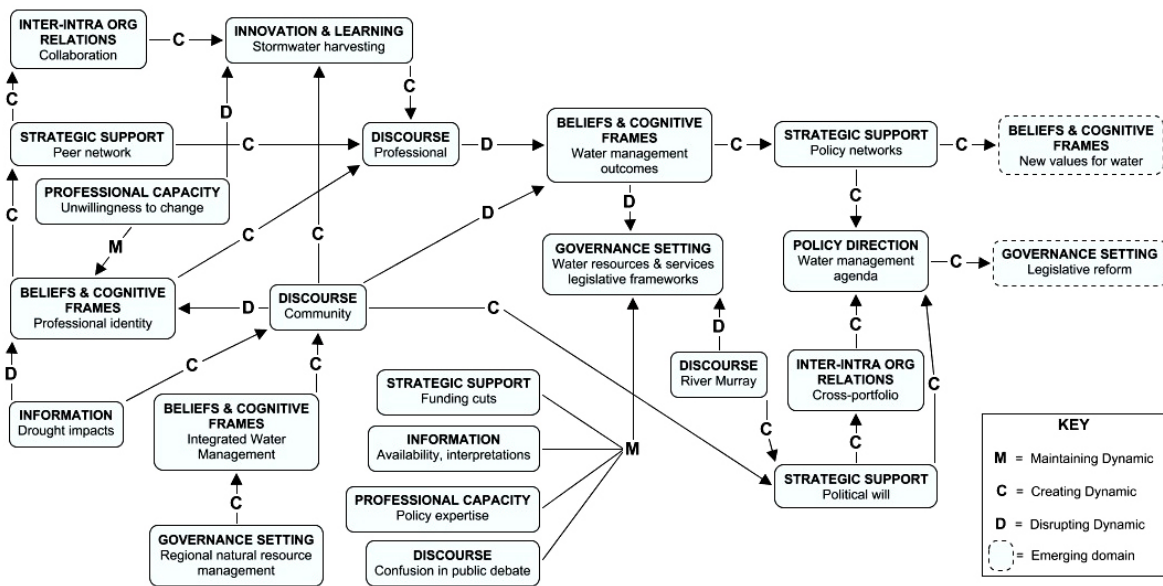 INTER-INTRA ORG
RELATIONS
Collaboration
C
INNOVATION & LEARNING
Stormwater harvesting
C
C
D
STRATEGIC SUPPORT
Peer network
C
DISCOURSE
Professional
D
BELIEFS & COGNITIVE
FRAMES
Water management
outcomes
C
STRATEGIC SUPPORT
Policy networks
C
BELIEFS & COGNITIVE
FRAMES
New values for water
PROFESSIONAL CAPACITY
Unwillingness to change
C
M
C
C
D
D
C
GOVERNANCE SETTING
Water resources & services
legislative frameworks
POLICY DIRECTION
Water management
agenda
C
GOVERNANCE SETTING
Legislative reform
BELIEFS & COGNITIVE
FRAMES
Professional identity
D
DISCOURSE
Community
C
D
C
D
C
C
DISCOURSE
River Murray
INTER-INTRA ORG
RELATIONS
Cross-portfolio
C
INFORMATION
Drought impacts
BELIEFS & COGNITIVE
FRAMES
Integrated Water
Management
STRATEGIC SUPPORT
Funding cuts
INFORMATION
Availability, interpretations
M
C
C
PROFESSIONAL CAPACITY
Policy expertise
STRATEGIC SUPPORT
Political will
C
GOVERNANCE SETTING
Regional natural resource
management
DISCOURSE
Confusion in public debate
KEY
M = Maintaining Dynamic
C = Creating Dynamic
D = Disrupting Dynamic
= Emerging domain